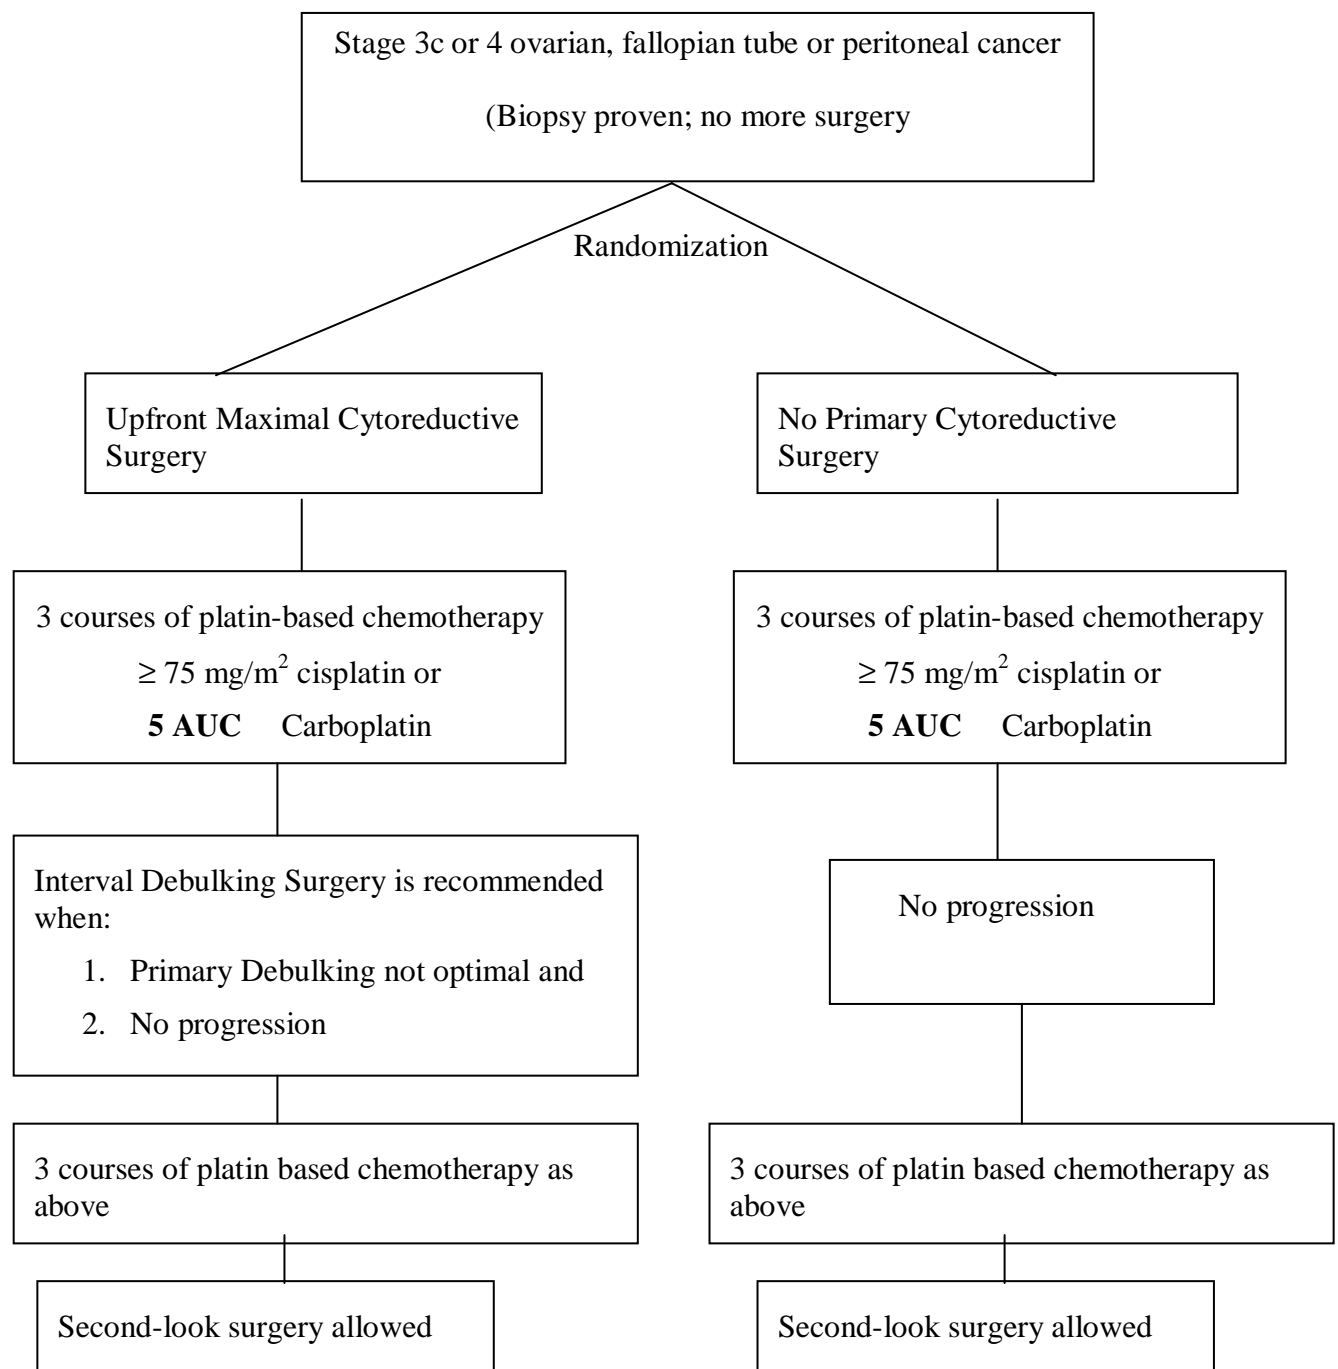 Stage 3c or 4 ovarian, fallopian tube or peritoneal cancer
(Biopsy proven; no more surgery
Randomization
Upfront Maximal Cytoreductive
Surgery
No Primary Cytoreductive
Surgery
3 courses of platin-based chemotherapy
≥ 75 mg/m² cisplatin or
5 AUC Carboplatin
3 courses of platin-based chemotherapy
≥ 75 mg/m² cisplatin or
5 AUC Carboplatin
Interval Debulking Surgery is recommended
when:
1. Primary Debulking not optimal and
2. No progression
No progression
3 courses of platin based chemotherapy as
above
3 courses of platin based chemotherapy as
above
Second-look surgery allowed
Second-look surgery allowed